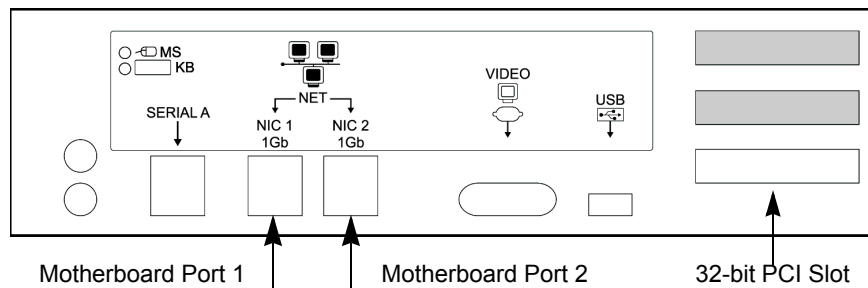 MS
KB
NET
VIDEO
USB
SERIAL A
NIC 1 NIC 2
1Gb 1Gb
Motherboard Port 1 Motherboard Port 2 32-bit PCI Slot